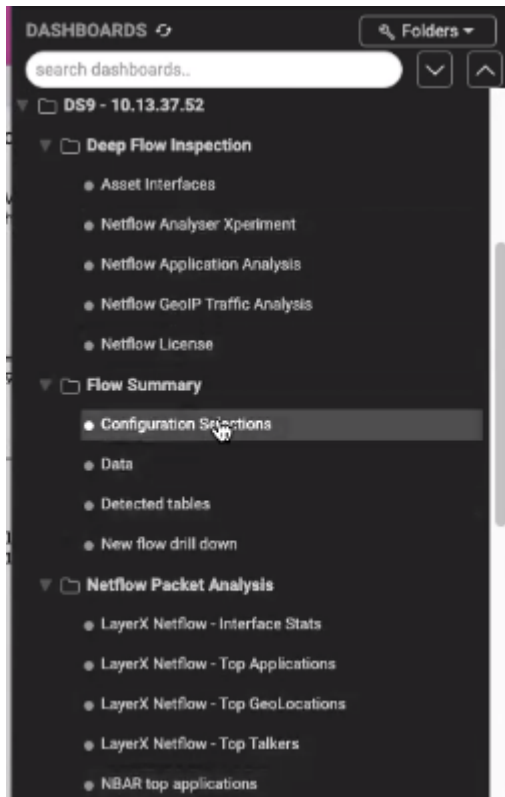 DASHBOARDS
Folders
search dashboards..
DS9 - 10.13.37.52
Deep Flow Inspection
Asset Interfaces
Netflow Analyser Xperiment
Netflow Application Analysis
Netflow GeoIP Traffic Analysis
Netflow License
Flow Summary
Configuration Selections
Data
Detected tables
New flow drill down
Netflow Packet Analysis
LayerX Netflow - Interface Stats
LayerX Netflow - Top Applications
LayerX Netflow - Top GeoLocations
LayerX Netflow - Top Talkers
NBAR top applications